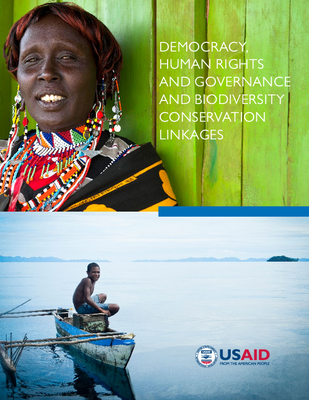 DEMOCRACY,
HUMAN RIGHTS
AND GOVERNANCE
AND BIODIVERSITY
CONSERVATION
LINKAGES
USAID
FROM THE AMERICAN PEOPLE